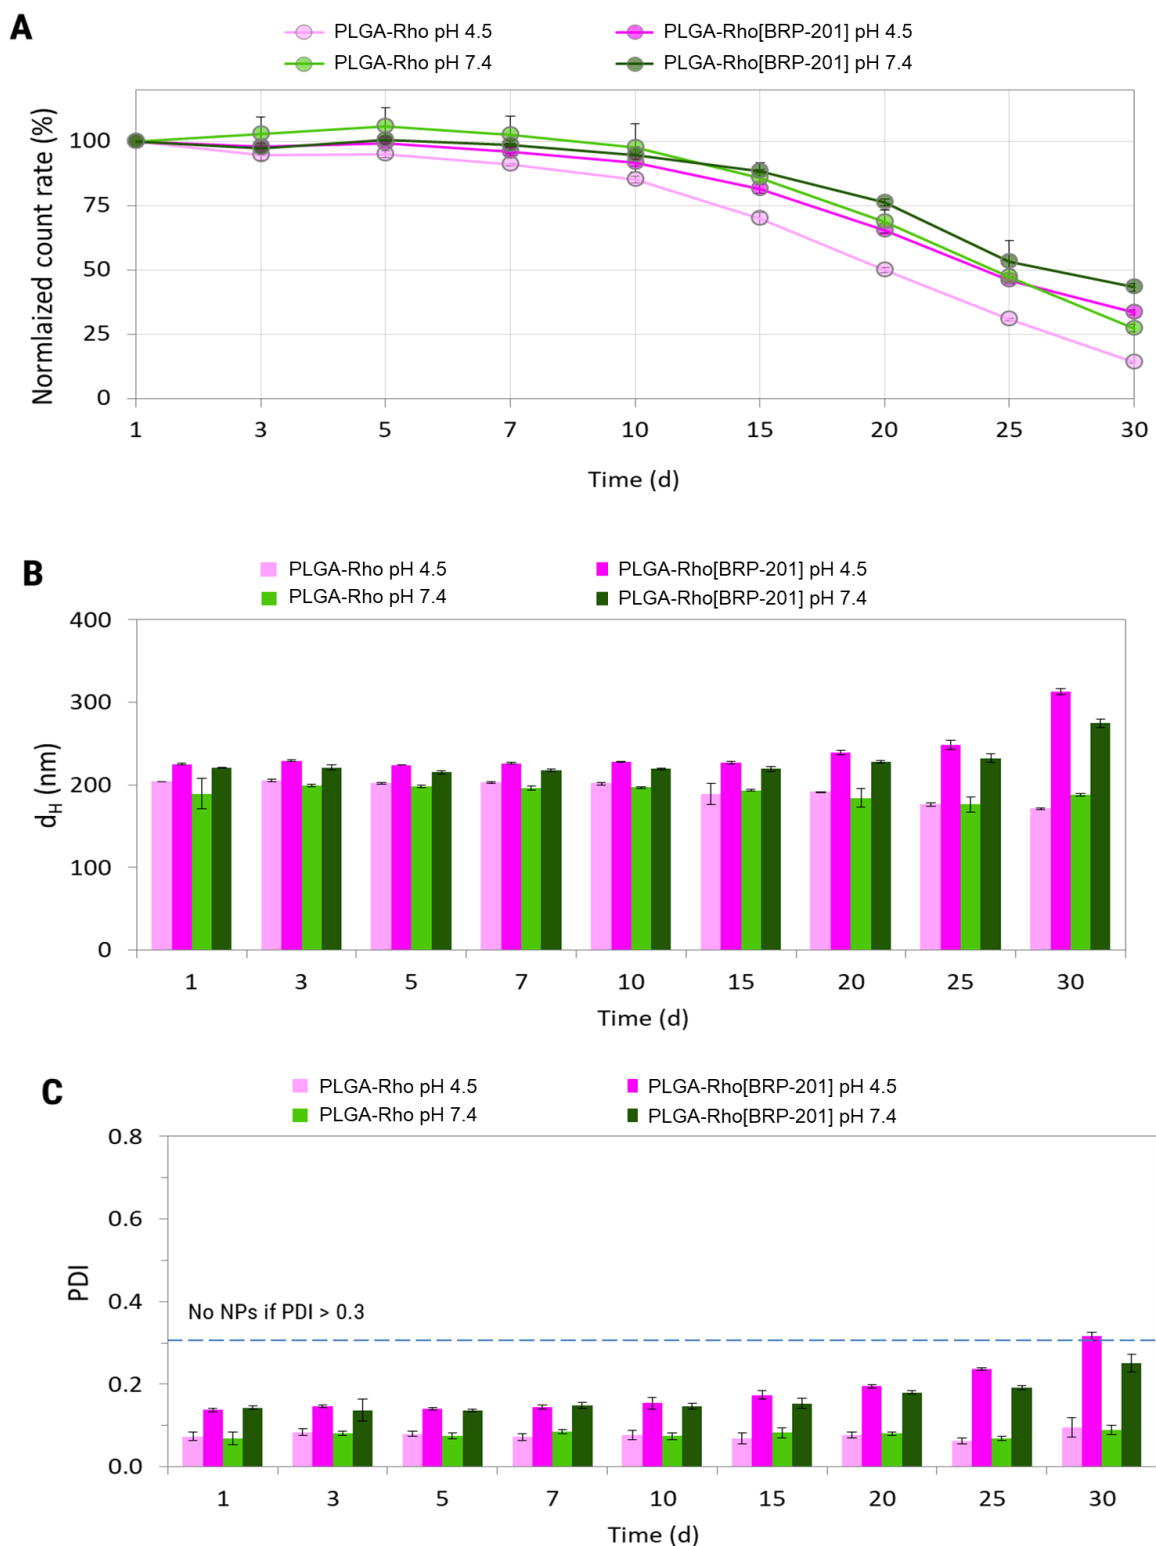 A
PLGA-Rho pH 4.5
PLGA-Rho[BRP-201] pH 4.5
PLGA-Rho pH 7.4
PLGA-Rho[BRP-201] pH 7.4
Normlaized count rate (%)
100
75
50
25
0
1 3 5 7 10 15 20 25 30
Time (d)
B
PLGA-Rho pH 4.5
PLGA-Rho[BRP-201] pH 4.5
PLGA-Rho pH 7.4
PLGA-Rho[BRP-201] pH 7.4
dH (nm)
400
300
200
100
0
1 3 5 7 10 15 20 25 30
Time (d)
C
PLGA-Rho pH 4.5
PLGA-Rho[BRP-201] pH 4.5
PLGA-Rho pH 7.4
PLGA-Rho[BRP-201] pH 7.4
PDI
0.8
0.6
0.4
No NPs if PDI > 0.3
0.2
0.0
1 3 5 7 10 15 20 25 30
Time (d)